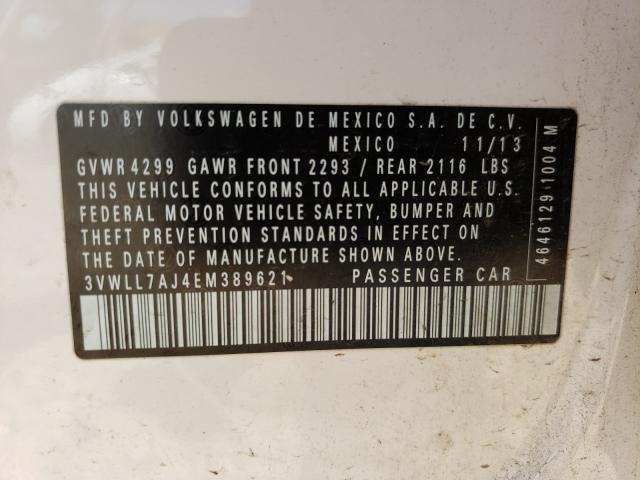 MFD BY VOLKSWAGEN DE MEXICO S.A. DE C.V.
MEXICO 11/13
GVWR 4299 GAWR FRONT 2293 / REAR 2116 LBS
THIS VEHICLE CONFORMS TO ALL APPLICABLE U.S.
FEDERAL MOTOR VEHICLE SAFETY, BUMPER AND
THEFT PREVENTION STANDARDS IN EFFECT ON
THE DATE OF MANUFACTURE SHOWN ABOVE.
3VWLL7AJ4EM389621 PASSENGER CAR
4646129 1004 M